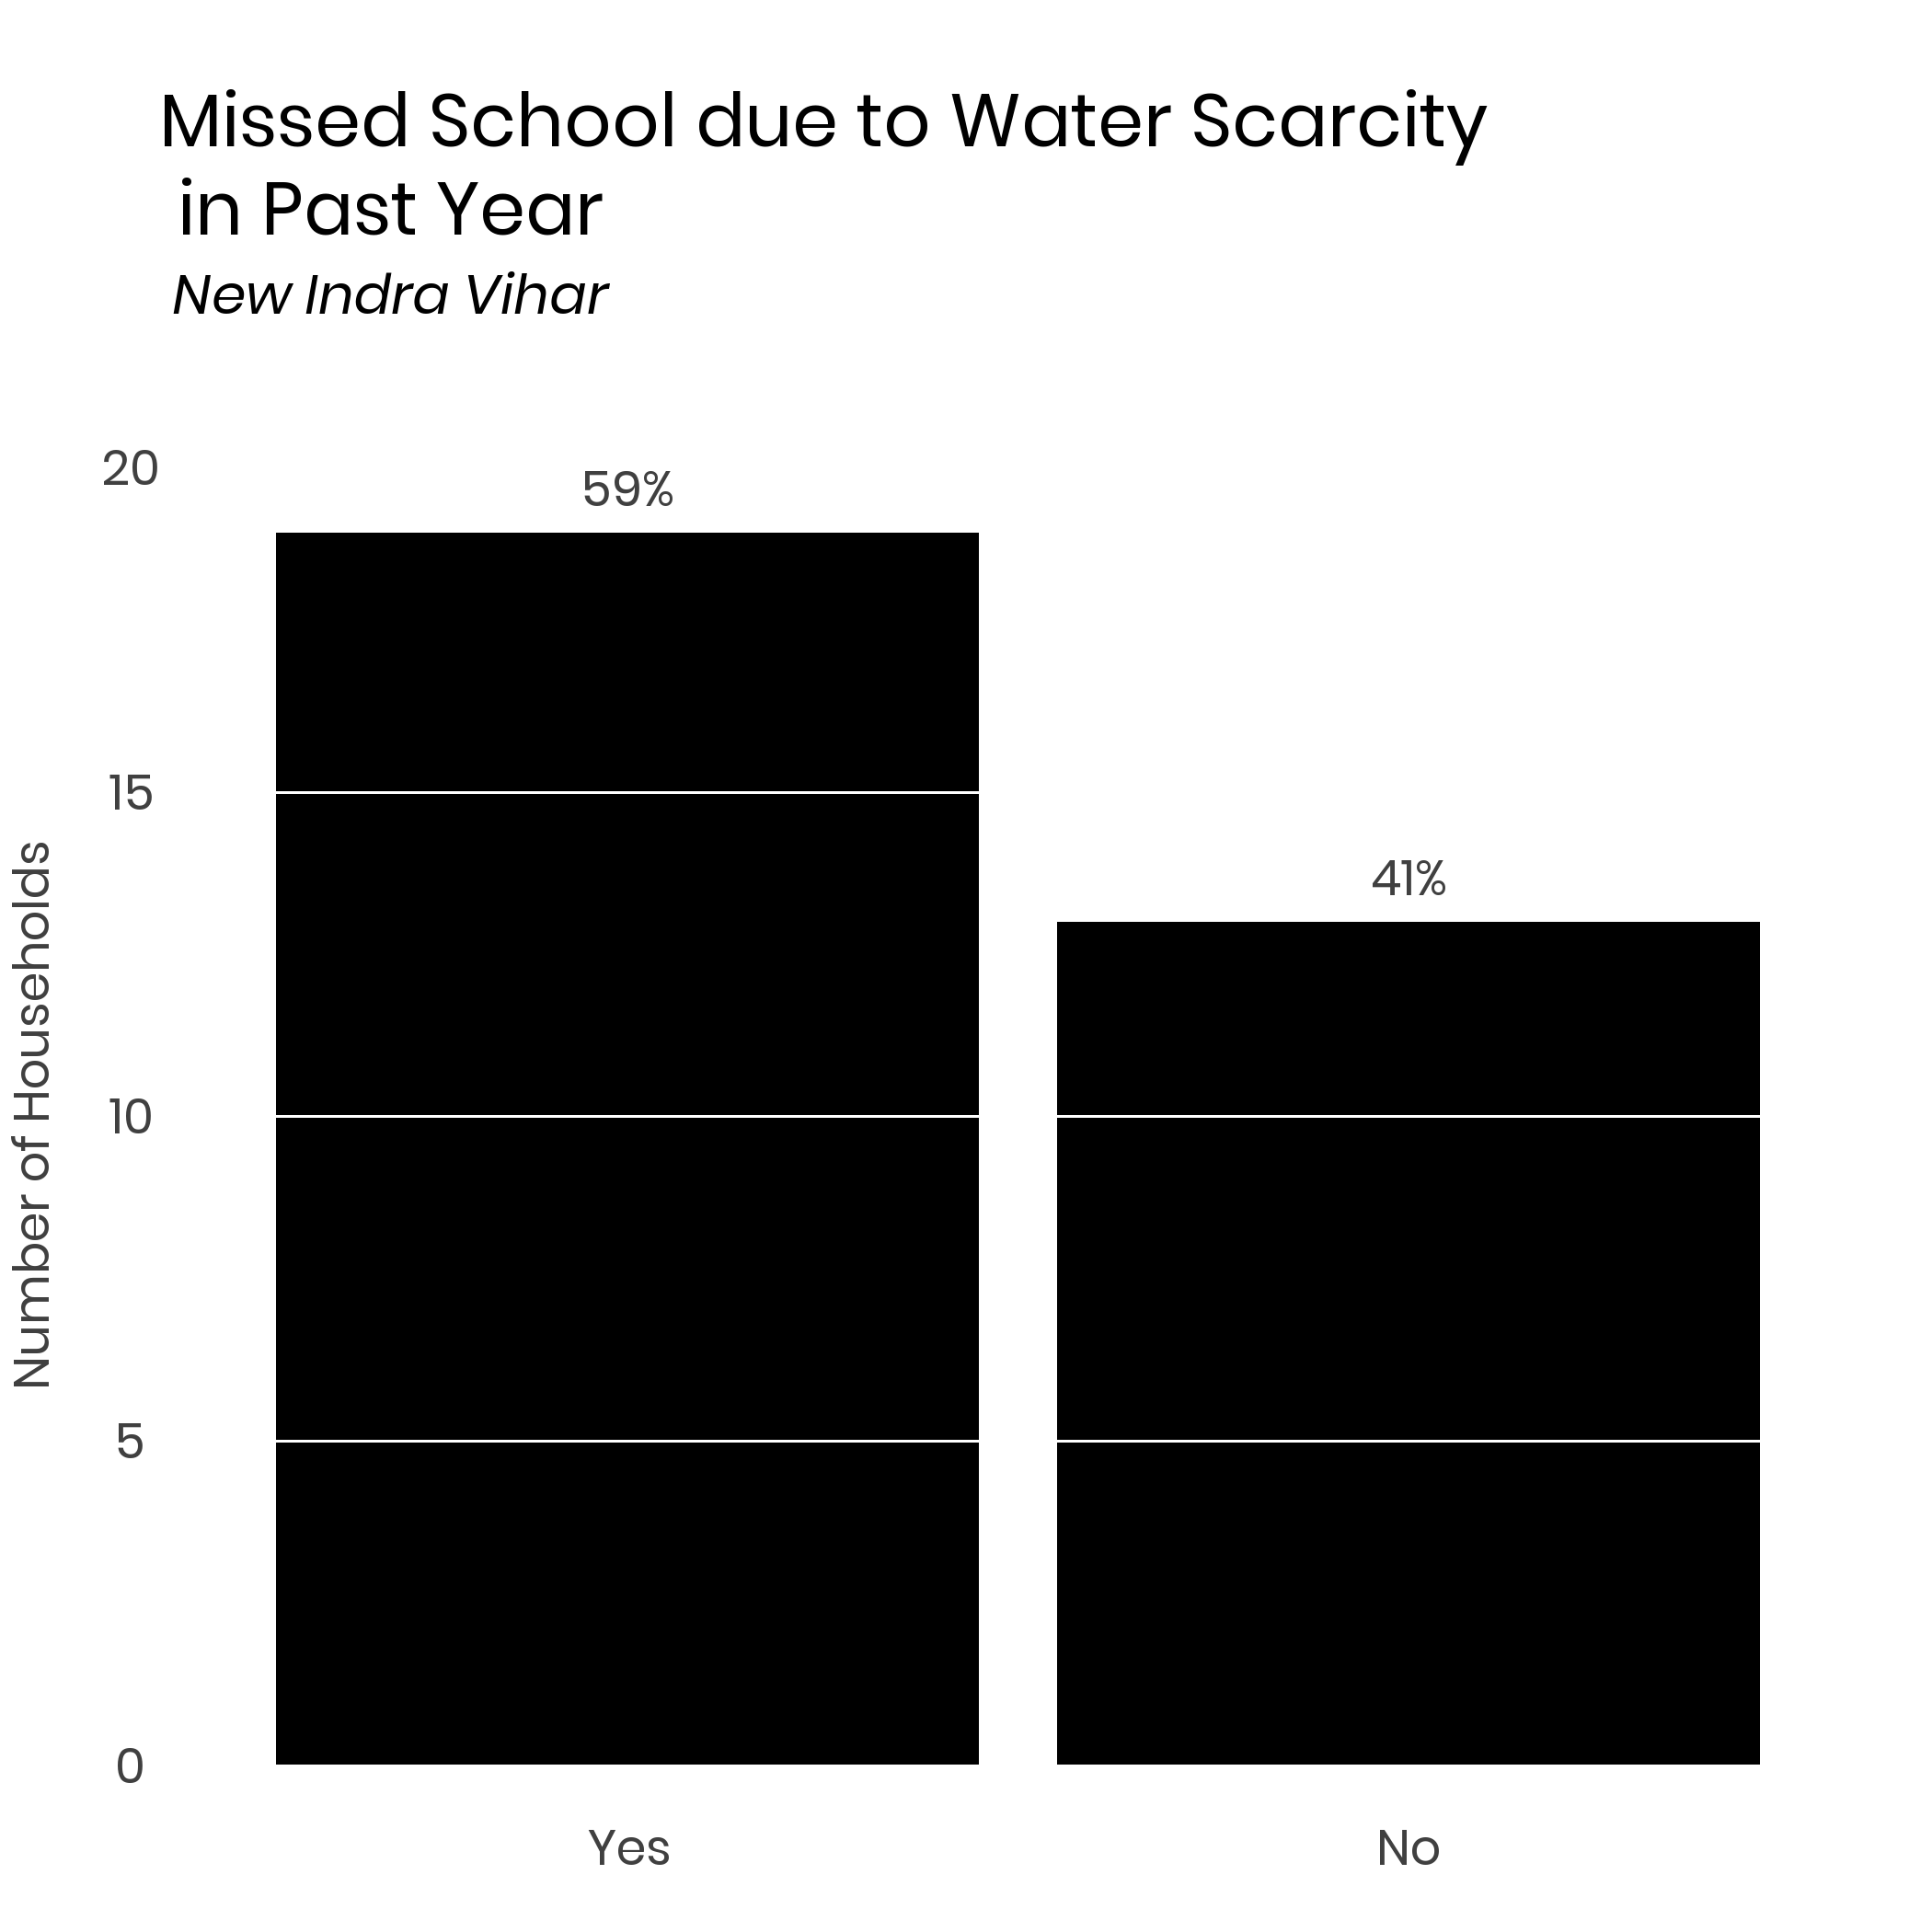 Missed School due to Water Scarcity
in Past Year
New Indra Vihar
20
59%
15
41%
Number of Households
10
5
0
Yes
No